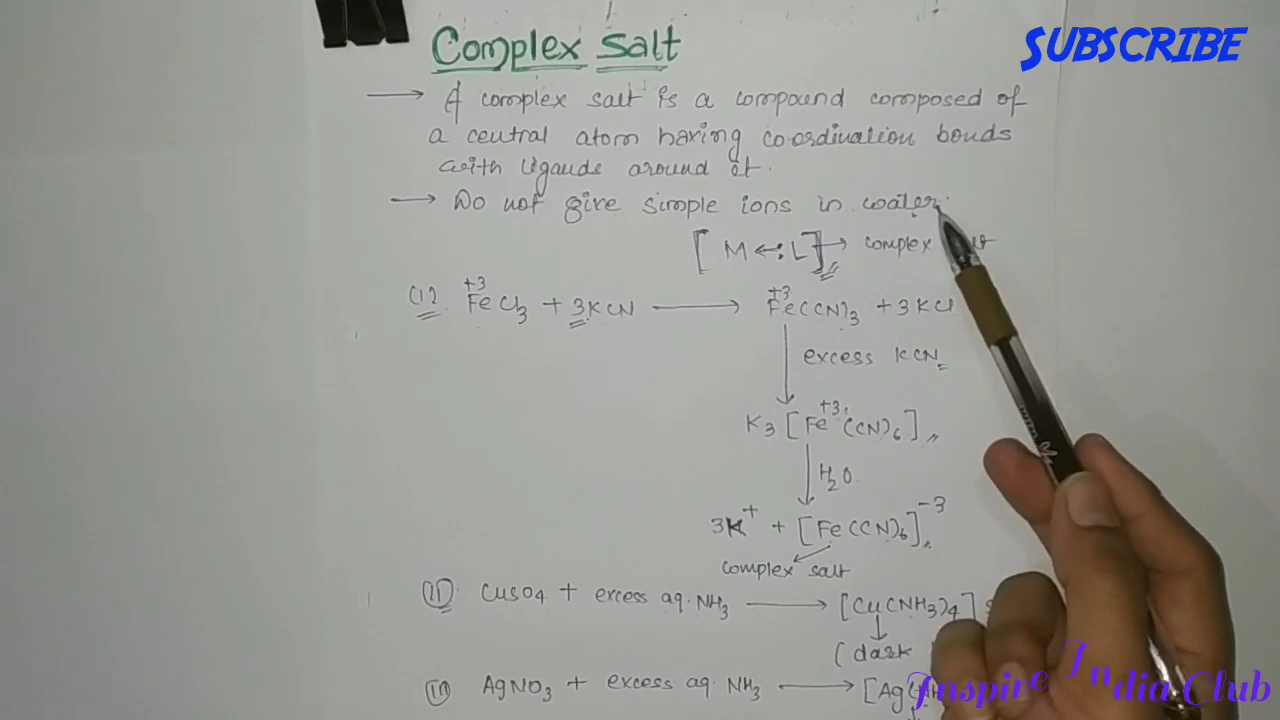 SUBSCRIBE
Complex Salt
→ A complex salt is a compound composed of
a central atom having co-ordination bonds
with ligands around it.
→ Do not give simple ions in water.
[M ←: L] → complex
(i) +3 FeCl3 + 3KCN ⟶ +3 Fe(CN)3 + 3KCl
↓ excess KCN
K3 [Fe+3 (CN)6]
↓ H2O
3K+ + [Fe(CN)6]-3
complex salt
(ii) CuSO4 + excess aq. NH3 ⟶ [Cu(NH3)4]
(dark
AgNO3 + excess aq. NH3 ⟶ [Ag
Inspire India Club